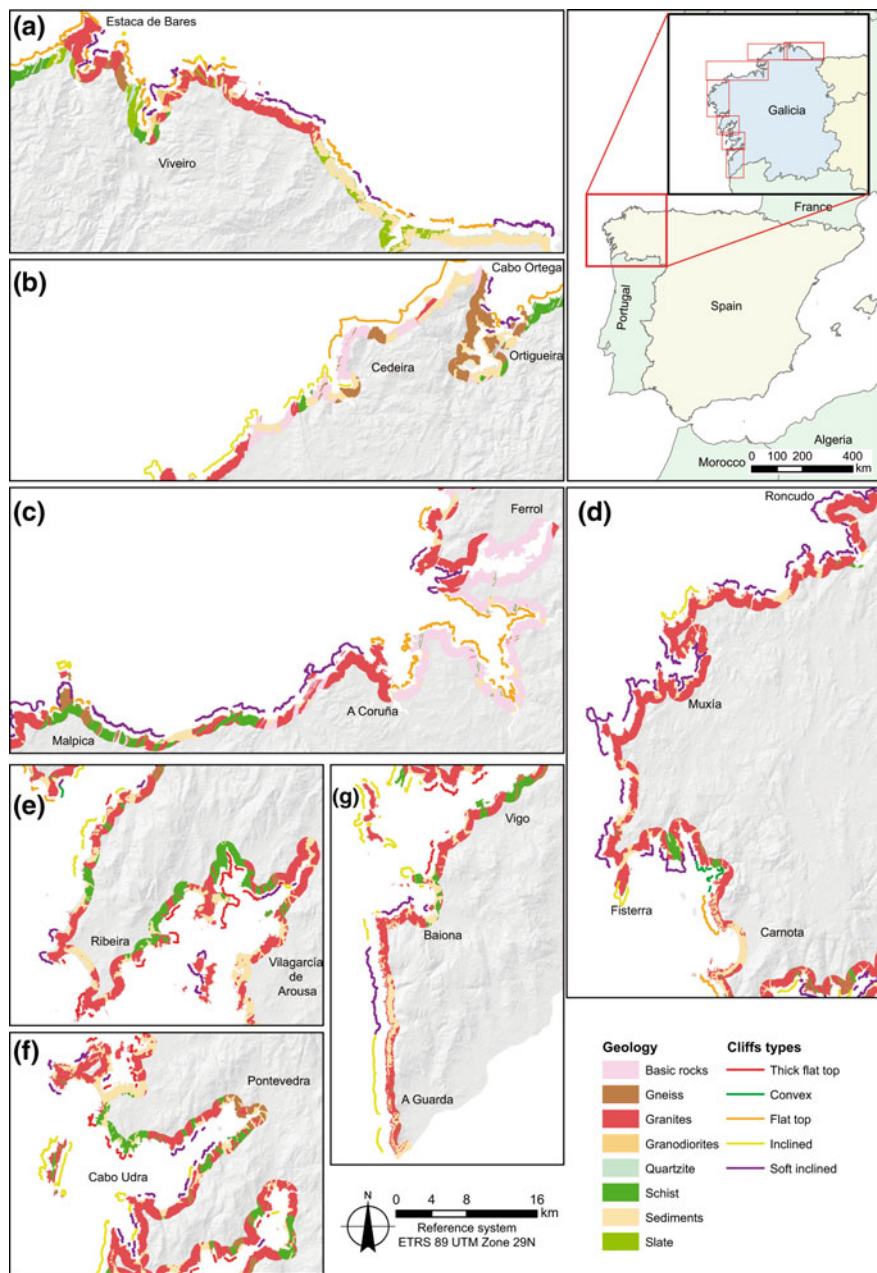 (a)
Estaca de Bares
Viveiro
Galicia
France
Portugal
Spain
Algeria
Morocco
0 100 200 400
km
(b)
Cabo Ortega
Cedeira
Ortigueira
(c)
Ferrol
A Coruña
Malpica
(d)
Roncudo
Muxía
Fisterra
Carnota
(e)
Ribeira
Vilagarcía
de
Arousa
(g)
Vigo
Baiona
A Guarda
(f)
Pontevedra
Cabo Udra
N
0 4 8 16
km
Reference system
ETRS 89 UTM Zone 29N
Geology
Basic rocks
Gneiss
Granites
Granodiorites
Quartzite
Schist
Sediments
Slate
Cliffs types
Thick flat top
Convex
Flat top
Inclined
Soft inclined